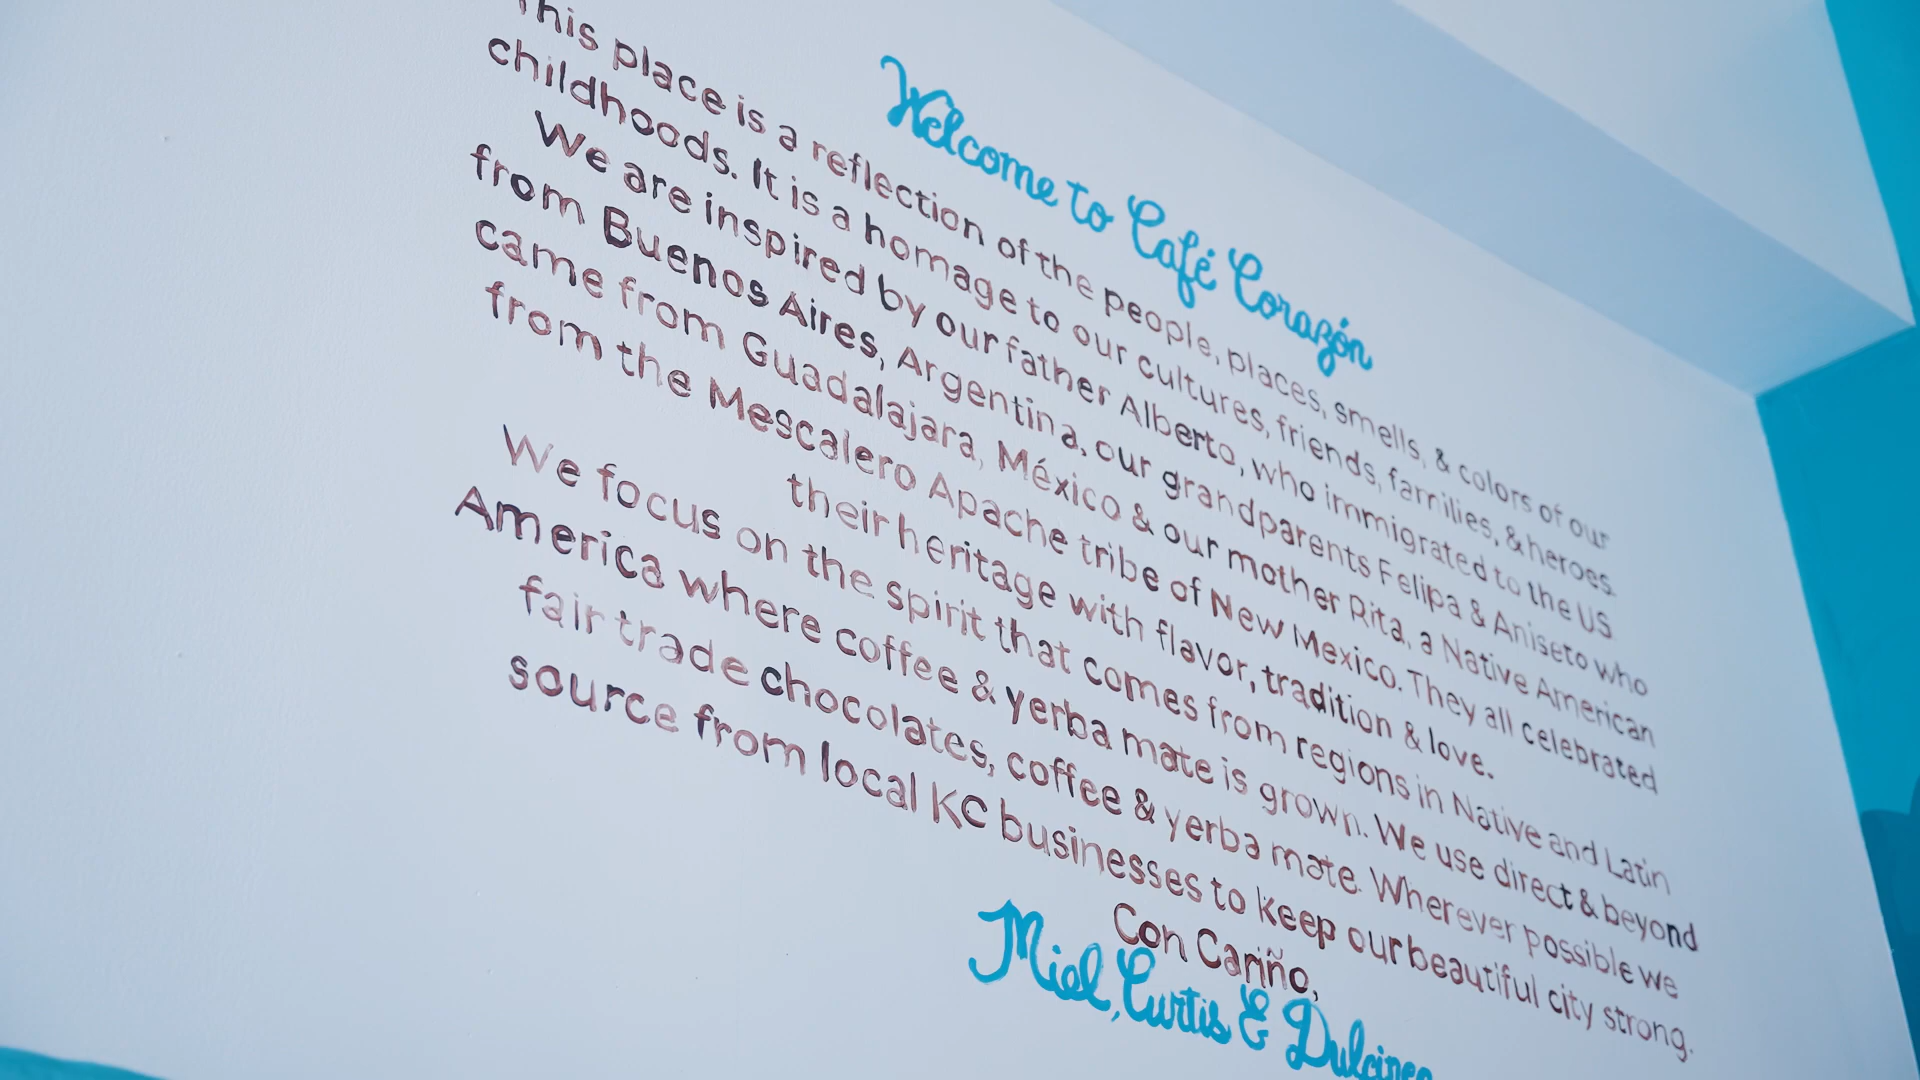 Welcome to Café Corazón
This place is a reflection of the people, places, smells, & colors of our
childhoods. It is a homage to our cultures, friends, families, & heroes.
We are inspired by our father Alberto, who immigrated to the US
from Buenos Aires, Argentina, our grandparents Felipa & Aniseto who
came from Guadalajara, México & our mother Rita, a Native American
from the Mescalero Apache tribe of New Mexico. They all celebrated
their heritage with flavor, tradition & love.
We focus on the spirit that comes from regions in Native and Latin
America where coffee & yerba mate is grown. We use direct & beyond
fair trade chocolates, coffee & yerba mate. Wherever possible we
source from local KC businesses to keep our beautiful city strong.
Con Cariño,
Miel, Curtis & Dulcinea